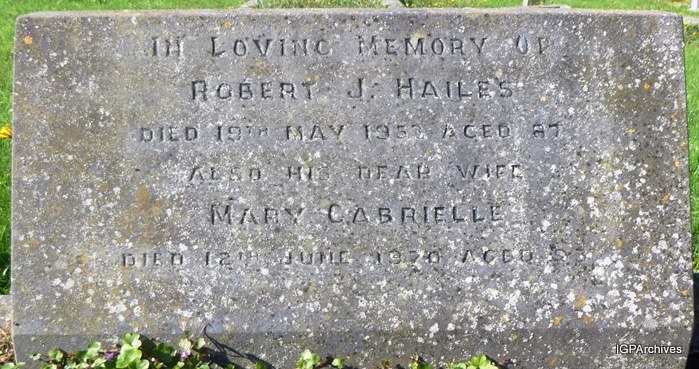 In Loving Memory Of
Robert J. Hailes
Died 19th May 195 Aged 87
Also His Dear Wife
Mary Gabrielle
Died 12th June 1970 Aged
IGPArchives